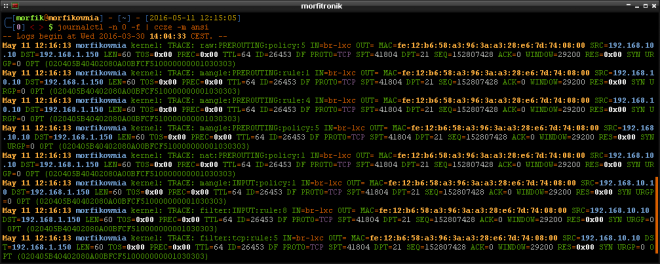 morfitronik
(morfik@morfikownia) - [~] - [2016-05-11 12:15:05]
[0] <> $ journalctl -n 0 -f | ccze -m ansi
-- Logs begin at Wed 2016-03-30 14:04:33 CEST. --
May 11 12:16:13 morfikownia kernel: TRACE: raw:PREROUTING:policy:5 IN=br-lxc OUT= MAC=fe:12:b6:58:a3:96:3a:a3:28:e6:7d:74:08:00 SRC=192.168.
10.10 DST=192.168.1.150 LEN=60 TOS=0x00 PREC=0x00 TTL=64 ID=26453 DF PROTO=TCP SPT=41804 DPT=21 SEQ=152807428 ACK=0 WINDOW=29200 RES=0x00 SYN UR
GP=0 OPT (020405B40402080A00BFCF510000000001030303)
May 11 12:16:13 morfikownia kernel: TRACE: mangle:PREROUTING:rule:1 IN=br-lxc OUT= MAC=fe:12:b6:58:a3:96:3a:a3:28:e6:7d:74:08:00 SRC=192.168
.10.10 DST=192.168.1.150 LEN=60 TOS=0x00 PREC=0x00 TTL=64 ID=26453 DF PROTO=TCP SPT=41804 DPT=21 SEQ=152807428 ACK=0 WINDOW=29200 RES=0x00 SYN U
RGP=0 OPT (020405B40402080A00BFCF510000000001030303)
May 11 12:16:13 morfikownia kernel: TRACE: mangle:PREROUTING:rule:4 IN=br-lxc OUT= MAC=fe:12:b6:58:a3:96:3a:a3:28:e6:7d:74:08:00 SRC=192.168
.10.10 DST=192.168.1.150 LEN=60 TOS=0x00 PREC=0x00 TTL=64 ID=26453 DF PROTO=TCP SPT=41804 DPT=21 SEQ=152807428 ACK=0 WINDOW=29200 RES=0x00 SYN U
RGP=0 OPT (020405B40402080A00BFCF510000000001030303)
May 11 12:16:13 morfikownia kernel: TRACE: mangle:PREROUTING:policy:5 IN=br-lxc OUT= MAC=fe:12:b6:58:a3:96:3a:a3:28:e6:7d:74:08:00 SRC=192.1
68.10.10 DST=192.168.1.150 LEN=60 TOS=0x00 PREC=0x00 TTL=64 ID=26453 DF PROTO=TCP SPT=41804 DPT=21 SEQ=152807428 ACK=0 WINDOW=29200 RES=0x00 SYN
URGP=0 OPT (020405B40402080A00BFCF510000000001030303)
May 11 12:16:13 morfikownia kernel: TRACE: nat:PREROUTING:policy:1 IN=br-lxc OUT= MAC=fe:12:b6:58:a3:96:3a:a3:28:e6:7d:74:08:00 SRC=192.168.
10.10 DST=192.168.1.150 LEN=60 TOS=0x00 PREC=0x00 TTL=64 ID=26453 DF PROTO=TCP SPT=41804 DPT=21 SEQ=152807428 ACK=0 WINDOW=29200 RES=0x00 SYN UR
GP=0 OPT (020405B40402080A00BFCF510000000001030303)
May 11 12:16:13 morfikownia kernel: TRACE: mangle:INPUT:policy:1 IN=br-lxc OUT= MAC=fe:12:b6:58:a3:96:3a:a3:28:e6:7d:74:08:00 SRC=192.168.10.1
0 DST=192.168.1.150 LEN=60 TOS=0x00 PREC=0x00 TTL=64 ID=26453 DF PROTO=TCP SPT=41804 DPT=21 SEQ=152807428 ACK=0 WINDOW=29200 RES=0x00 SYN URGP=
0 OPT (020405B40402080A00BFCF510000000001030303)
May 11 12:16:13 morfikownia kernel: TRACE: filter:INPUT:rule:8 IN=br-lxc OUT= MAC=fe:12:b6:58:a3:96:3a:a3:28:e6:7d:74:08:00 SRC=192.168.10.10
DST=192.168.1.150 LEN=60 TOS=0x00 PREC=0x00 TTL=64 ID=26453 DF PROTO=TCP SPT=41804 DPT=21 SEQ=152807428 ACK=0 WINDOW=29200 RES=0x00 SYN URGP=0
OPT (020405B40402080A00BFCF510000000001030303)
May 11 12:16:13 morfikownia kernel: TRACE: filter:tcp:rule:5 IN=br-lxc OUT= MAC=fe:12:b6:58:a3:96:3a:a3:28:e6:7d:74:08:00 SRC=192.168.10.10 DS
T=192.168.1.150 LEN=60 TOS=0x00 PREC=0x00 TTL=64 ID=26453 DF PROTO=TCP SPT=41804 DPT=21 SEQ=152807428 ACK=0 WINDOW=29200 RES=0x00 SYN URGP=0 O
PT (020405B40402080A00BFCF510000000001030303)